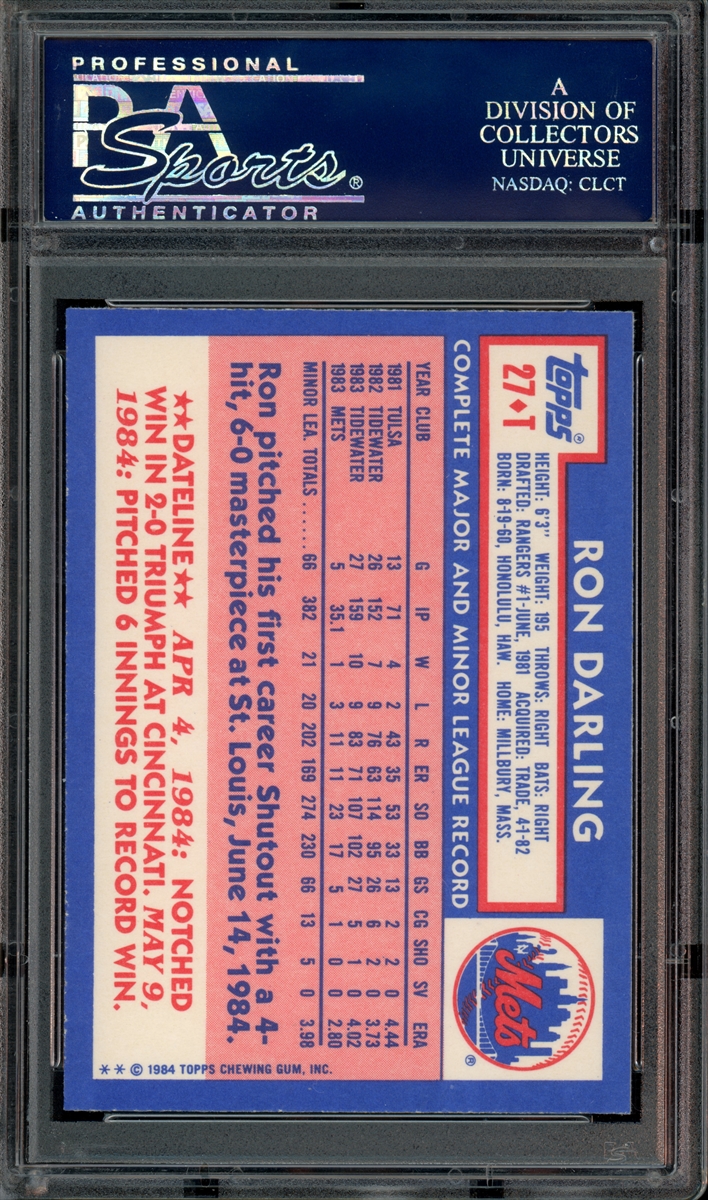 PROFESSIONAL
PSA
Sports®
AUTHENTICATOR
A
DIVISION OF
COLLECTORS
UNIVERSE
NASDAQ: CLCT
topps®
27♦T
RON DARLING
HEIGHT: 6'3" WEIGHT: 195 THROWS: RIGHT BATS: RIGHT
DRAFTED: RANGERS #1-JUNE, 1981 ACQUIRED: TRADE, 4-1-82
BORN: 8-19-60, HONOLULU, HAW. HOME: MILLBURY, MASS.
Mets®
COMPLETE MAJOR AND MINOR LEAGUE RECORD
YEAR CLUB G IP W L R ER SO BB GS CG SHO SV ERA
1981 TULSA 13 71 4 2 43 35 53 33 13 2 2 0 4.44
1982 TIDEWATER 26 152 7 9 76 63 114 95 26 6 2 0 3.73
1983 TIDEWATER 27 159 10 9 83 71 107 102 27 5 1 0 4.02
1983 METS 5 35.1 1 3 11 11 23 17 5 1 0 0 2.80
MINOR LEA. TOTALS ...... 66 382 21 20 202 169 274 230 66 13 5 0 3.98
Ron pitched his first career Shutout with a 4-
hit, 6-0 masterpiece at St. Louis, June 14, 1984.
★★DATELINE★★ APR 4, 1984: NOTCHED
WIN IN 2-0 TRIUMPH AT CINCINNATI. MAY 9,
1984: PITCHED 6 INNINGS TO RECORD WIN.
** © 1984 TOPPS CHEWING GUM, INC.